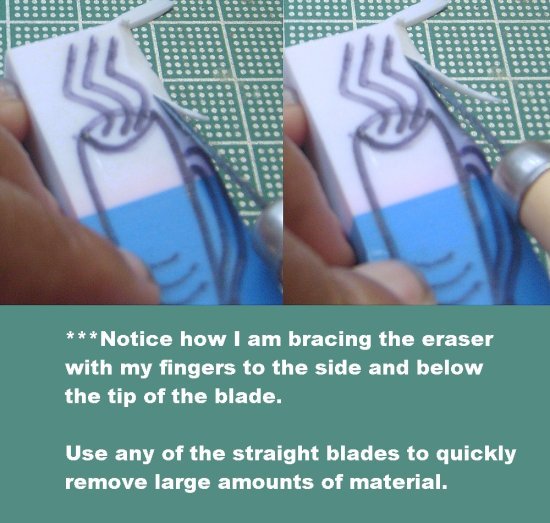 ***Notice how I am bracing the eraser
with my fingers to the side and below
the tip of the blade.
Use any of the straight blades to quickly
remove large amounts of material.